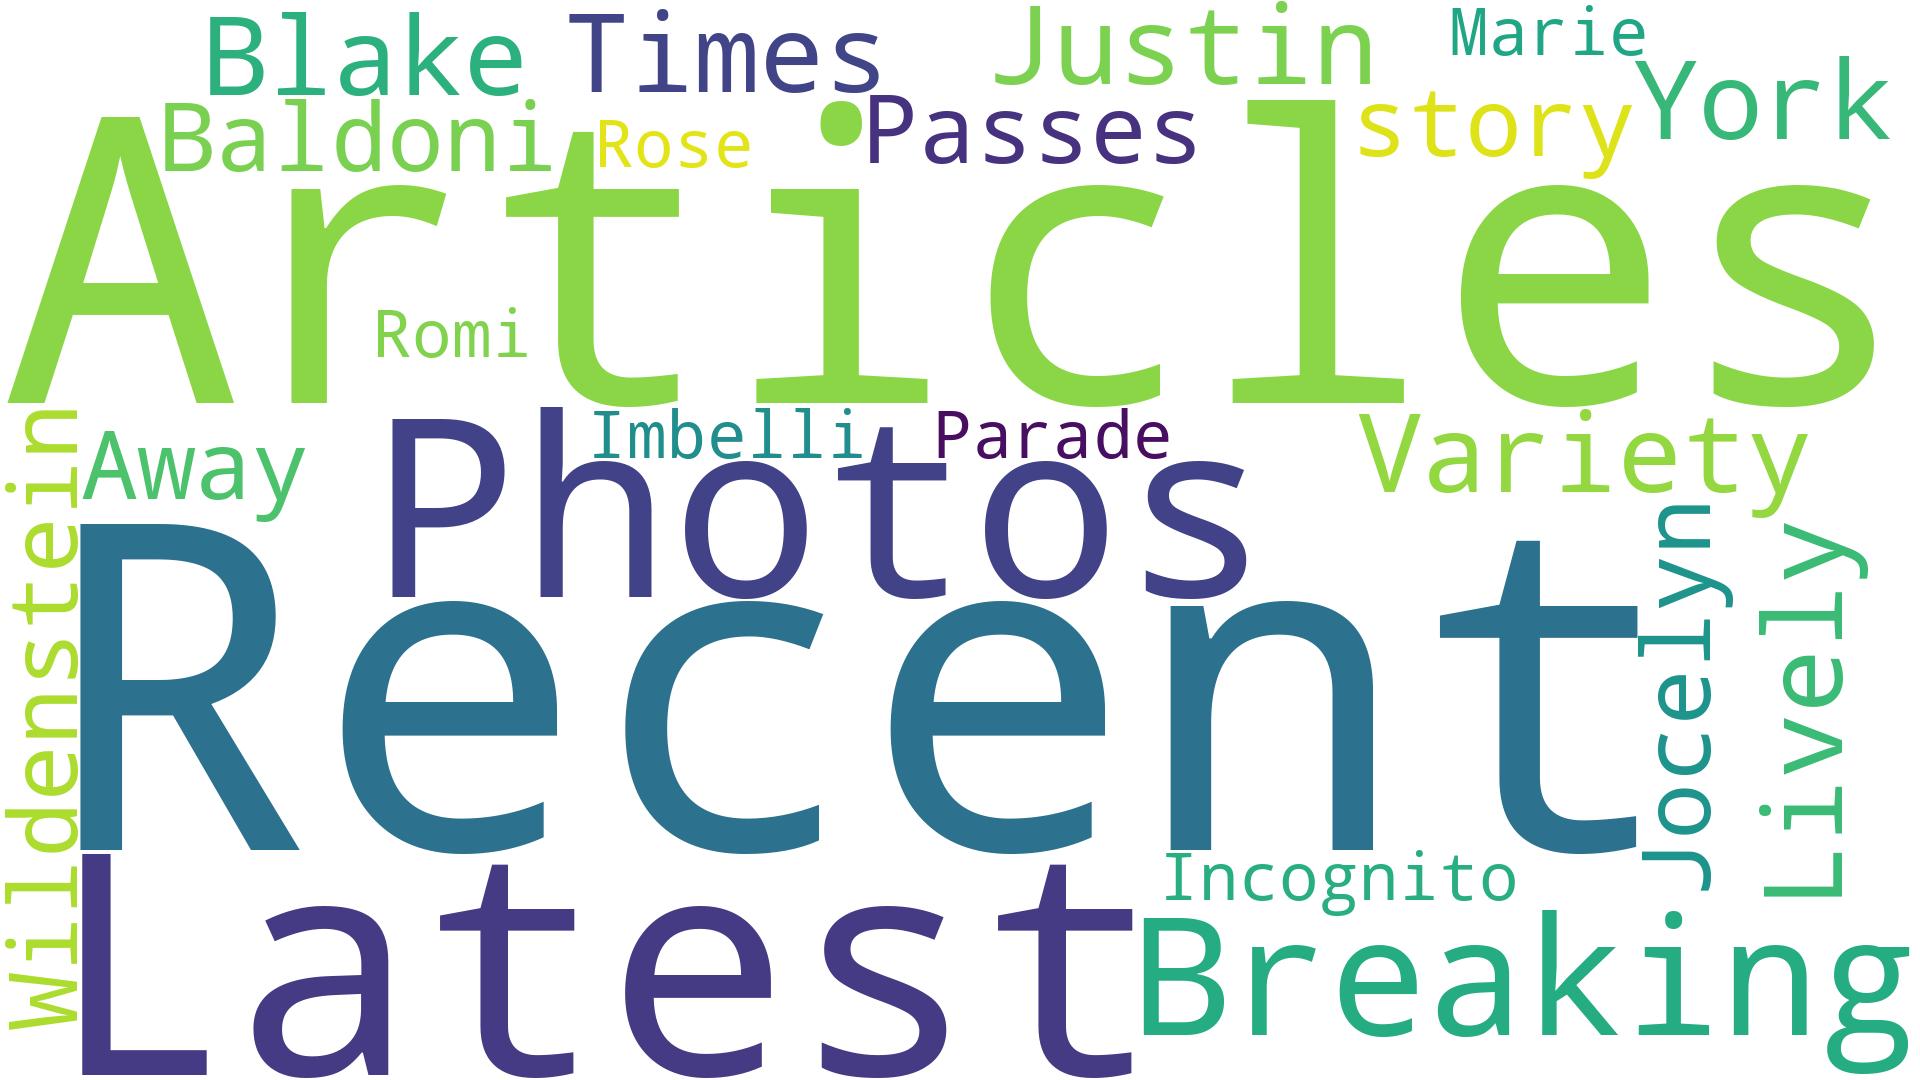 Blake
Times
Justin
Marie
York
Baldoni
Rose
Passes
story
Articles
Romi
Wildenstein
Away
Photos
Imbelli
Parade
Variety
Recent
Jocelyn
Lively
Latest
Incognito
Breaking